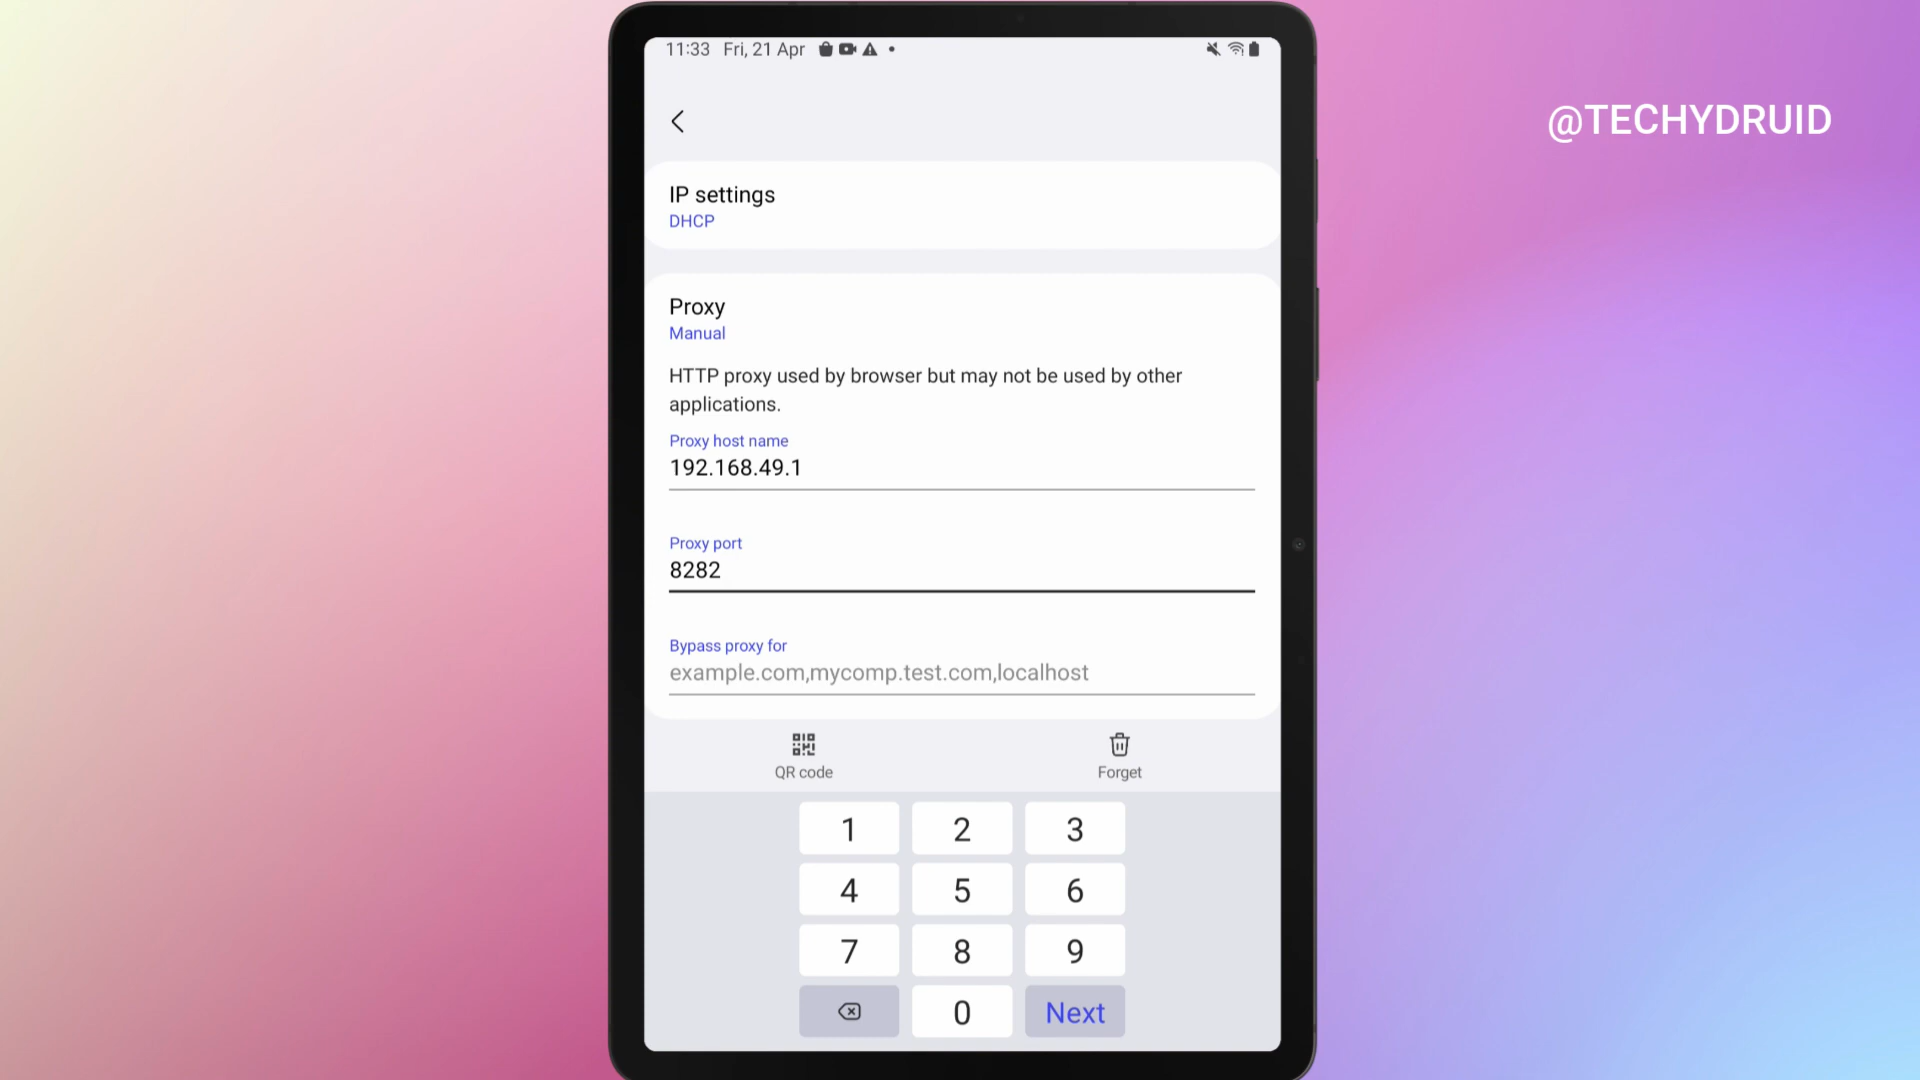 11:33 Fri, 21 Apr
@TECHYDRUID
IP settings
DHCP
Proxy
Manual
HTTP proxy used by browser but may not be used by other
applications.
Proxy host name
192.168.49.1
Proxy port
8282
Bypass proxy for
example.com,mycomp.test.com,localhost
QR code
Forget
1 2 3
4 5 6
7 8 9
0 Next